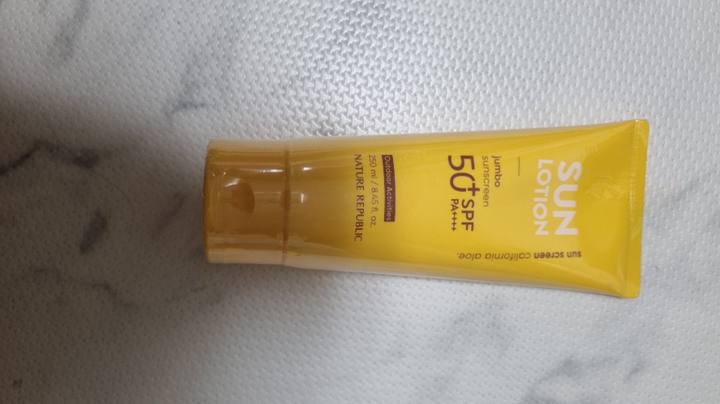 SUN
LOTION
jumbo
sunscreen
50+ SPF
PA++++
sun screen california aloe.
Outdoor Activities
250 ml / 8.45 fl. oz.
NATURE REPUBLIC